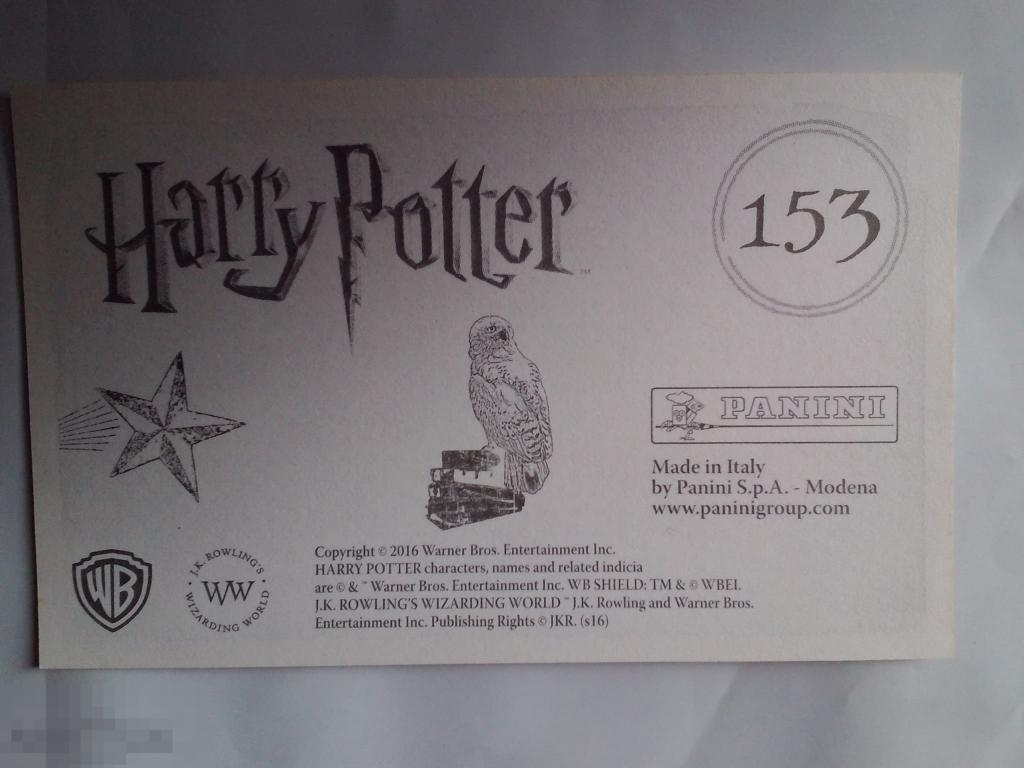 Harry Potter™
153
PANINI
Made in Italy
by Panini S.p.A. - Modena
www.paninigroup.com
WB
J.K. ROWLING'S
WW
WIZARDING WORLD
Copyright © 2016 Warner Bros. Entertainment Inc.
HARRY POTTER characters, names and related indicia
are © & ™ Warner Bros. Entertainment Inc. WB SHIELD: TM & © WBEI.
J.K. ROWLING'S WIZARDING WORLD ™ J.K. Rowling and Warner Bros.
Entertainment Inc. Publishing Rights © JKR. (s16)